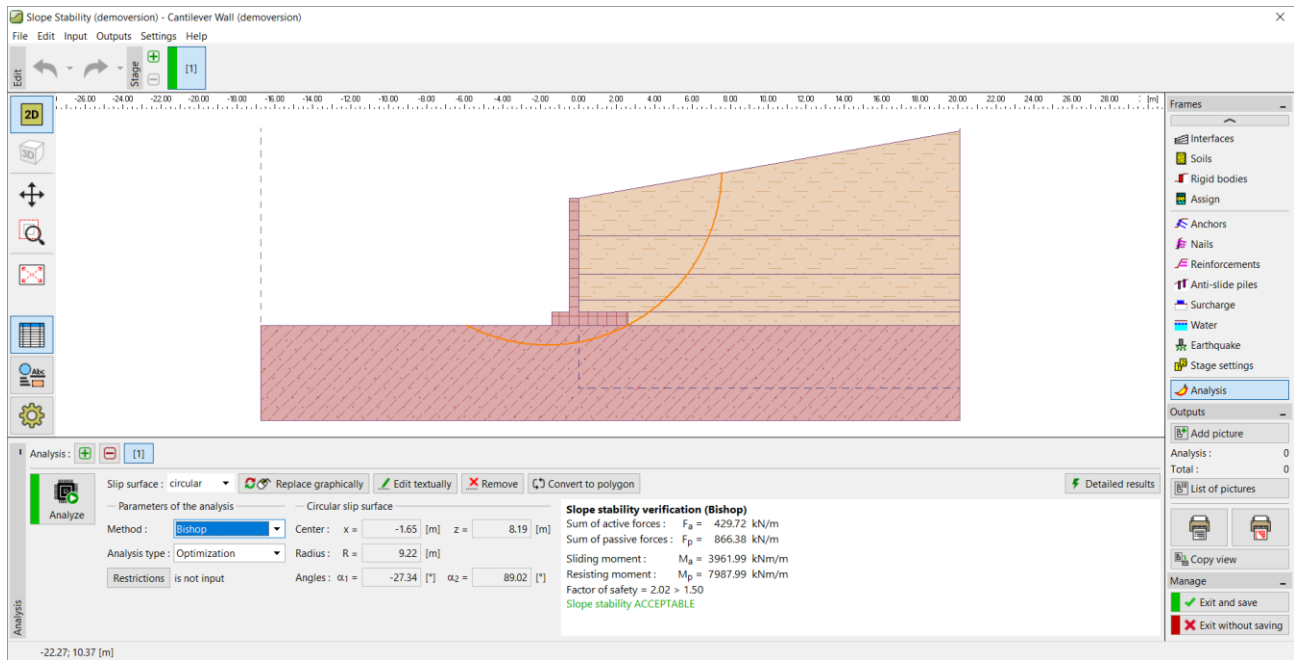 Slope Stability (demoversion) - Cantilever Wall (demoversion)
File Edit Input Outputs Settings Help
Edit
Stage
[1]
2D
3D
-26.00 -24.00 -22.00 -20.00 -18.00 -16.00 -14.00 -12.00 -10.00 -8.00 -6.00 -4.00 -2.00 0.00 2.00 4.00 6.00 8.00 10.00 12.00 14.00 16.00 18.00 20.00 22.00 24.00 26.00 28.00 [m]
Abc
Frames
Interfaces
Soils
Rigid bodies
Assign
Anchors
Nails
Reinforcements
Anti-slide piles
Surcharge
Water
Earthquake
Stage settings
Analysis
Outputs
Add picture
Analysis : 0
Total : 0
List of pictures
Copy view
Manage
Exit and save
Exit without saving
Analysis : [1]
Analyze
Slip surface : circular Replace graphically Edit textually Remove Convert to polygon Detailed results
Parameters of the analysis
Method : Bishop
Analysis type : Optimization
Restrictions is not input
Circular slip surface
Center : x = -1.65 [m] z = 8.19 [m]
Radius : R = 9.22 [m]
Angles : α1 = -27.34 [°] α2 = 89.02 [°]
Slope stability verification (Bishop)
Sum of active forces : Fa = 429.72 kN/m
Sum of passive forces : Fp = 866.38 kN/m
Sliding moment : Ma = 3961.99 kNm/m
Resisting moment : Mp = 7987.99 kNm/m
Factor of safety = 2.02 > 1.50
Slope stability ACCEPTABLE
Analysis
-22.27; 10.37 [m]